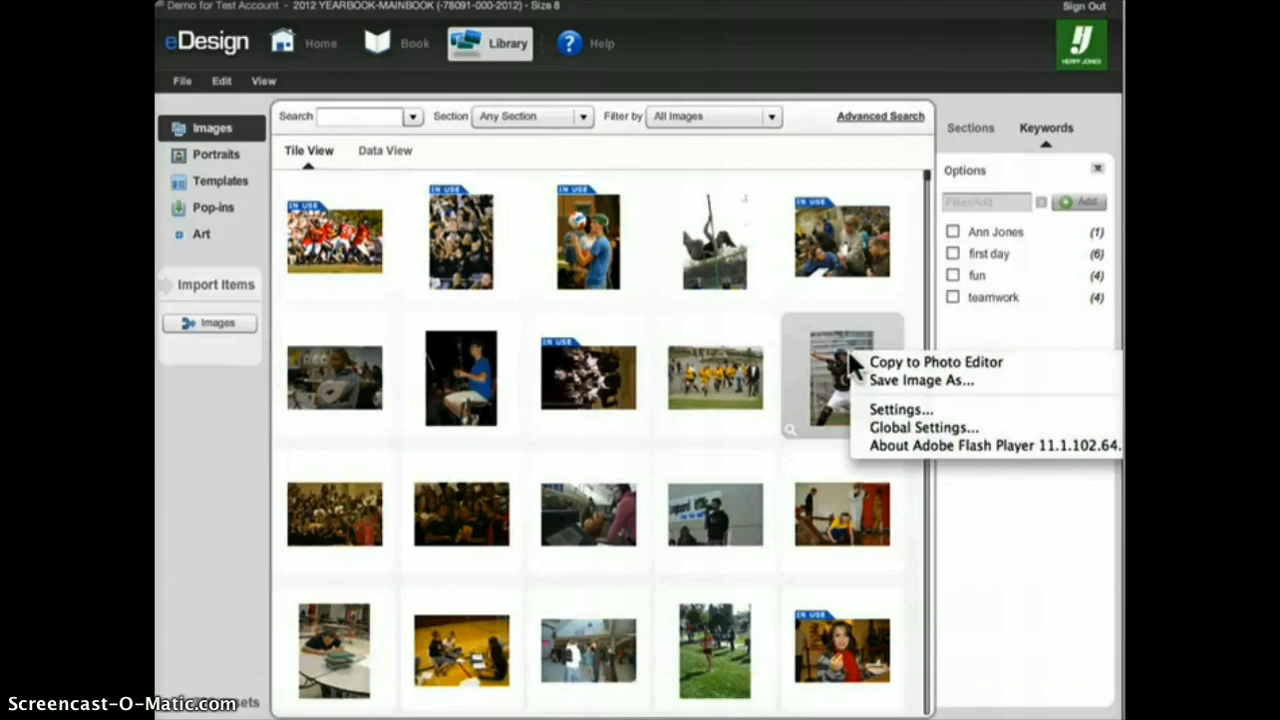 Demo for Test Account - 2012 YEARBOOK-MAINBOOK (-78091-000-2012) - Size 8
Sign Out
eDesign Home Book Library ? Help
HERFF JONES
File Edit View
Images
Portraits
Templates
Pop-ins
Art
Import Items
Images
Search Section Any Section Filter by All Images Advanced Search
Tile View Data View
IN USE
IN USE
IN USE
IN USE
IN USE
IN USE
Sections Keywords
Options
Filter/Add Add
Ann Jones (1)
first day (6)
fun (4)
teamwork (4)
Copy to Photo Editor
Save Image As...
Settings...
Global Settings...
About Adobe Flash Player 11.1.102.64.
Screencast-O-Matic.com